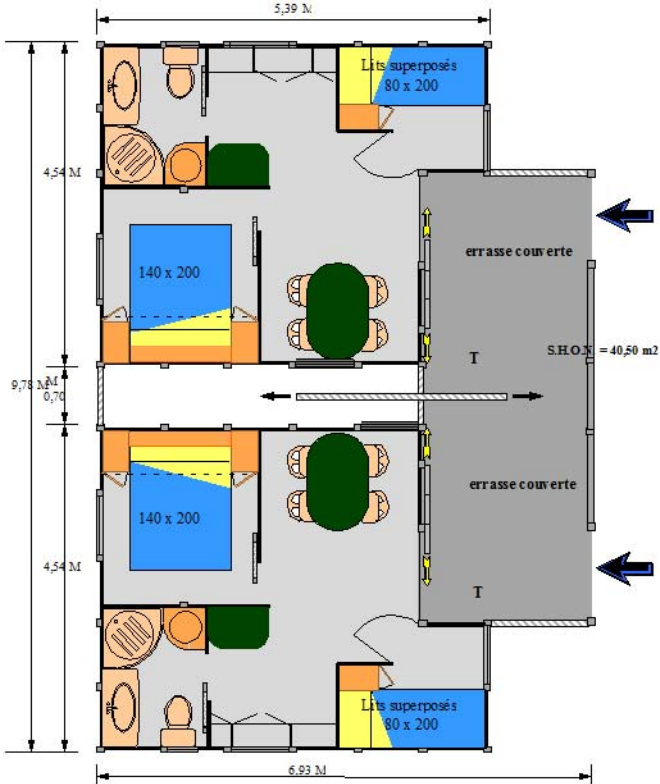 5,39 M
Lits superposés
80 x 200
4,54 M
errasse couverte
140 x 200
S.H.O.N. = 40,50 m2
T
9,78 M
M
0,70
errasse couverte
140 x 200
4,54 M
T
Lits superposés
80 x 200
6,93 M